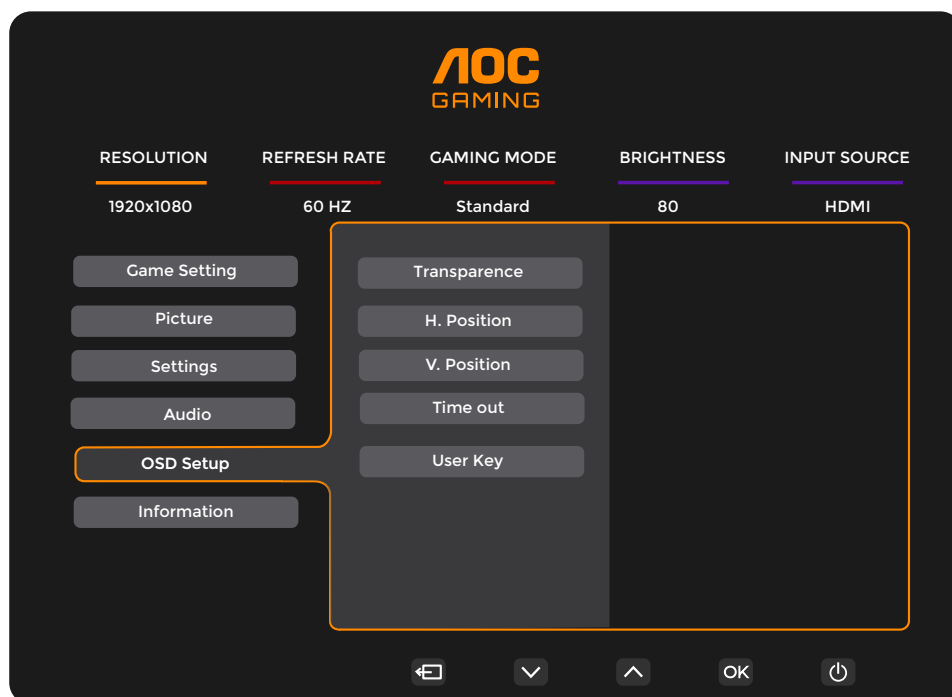 AOC
GAMING
RESOLUTION REFRESH RATE GAMING MODE BRIGHTNESS INPUT SOURCE
1920x1080 60 HZ Standard 80 HDMI
Game Setting Transparence
Picture H. Position
Settings V. Position
Audio Time out
OSD Setup User Key
Information
OK